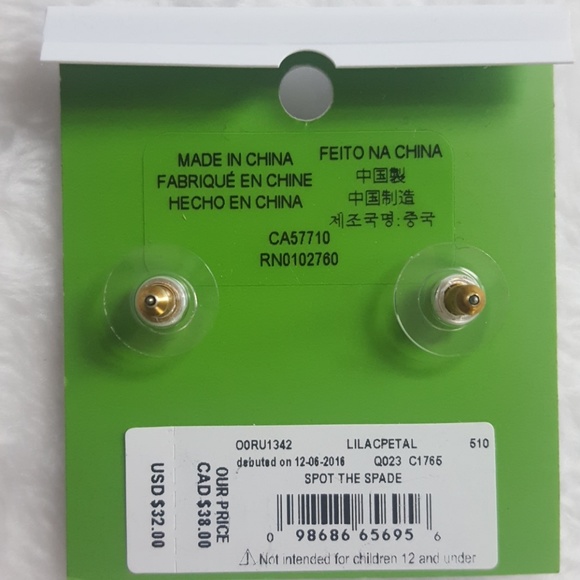 MADE IN CHINA
FABRIQUÉ EN CHINE
HECHO EN CHINA
FEITO NA CHINA
中国製
中国制造
제조국명:중국
CA57710
RN0102760
O0RU1342 LILACPETAL 510
debuted on 12-06-2016 Q023 C1765
SPOT THE SPADE
0 98686 65695 6
⚠ Not intended for children 12 and under
OUR PRICE
CAD $38.00
USD $32.00